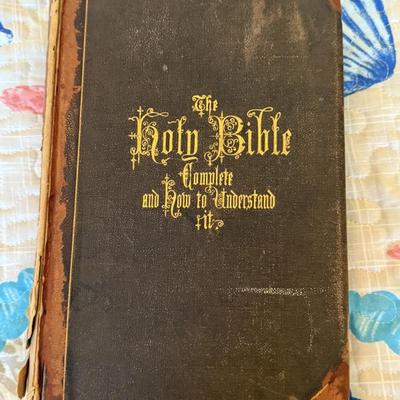 The
Holy Bible
Complete
and How to Understand
it